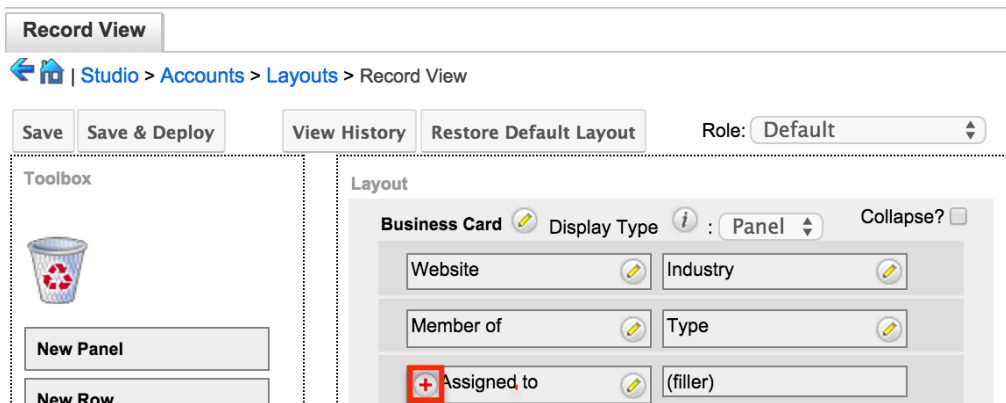 Record View
| Studio > Accounts > Layouts > Record View
Save Save & Deploy View History Restore Default Layout Role: Default
Toolbox
Layout
Business Card Display Type i : Panel Collapse?
Website Industry
Member of Type
New Panel
+ Assigned to (filler)
New Row